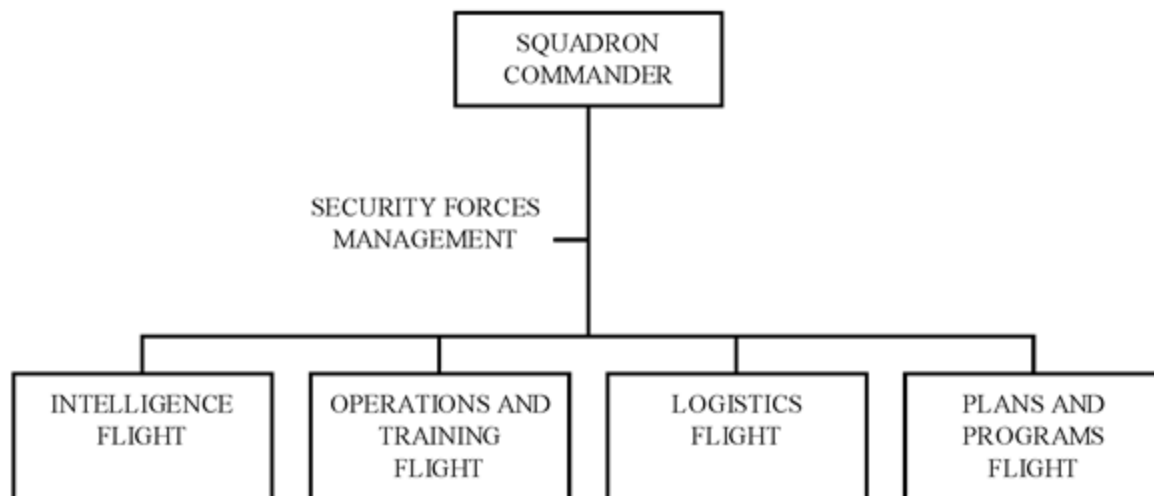 SQUADRON
COMMANDER
SECURITY FORCES
MANAGEMENT
INTELLIGENCE
FLIGHT
OPERATIONS AND
TRAINING
FLIGHT
LOGISTICS
FLIGHT
PLANS AND
PROGRAMS
FLIGHT